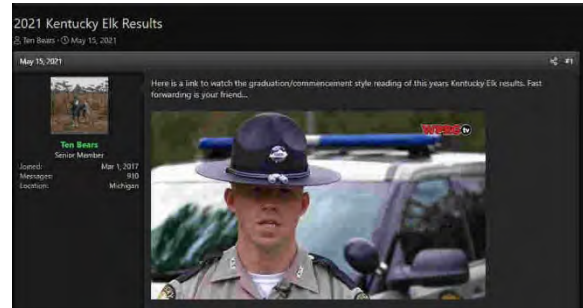 2021 Kentucky Elk Results
Ten Bears · May 15, 2021
May 15, 2021 #1
Here is a link to watch the graduation/commencement style reading of this years Kentucky Elk results. Fast
forwarding is your friend...
Ten Bears
Senior Member
Joined: Mar 1, 2017
Messages: 910
Location: Michigan
tv